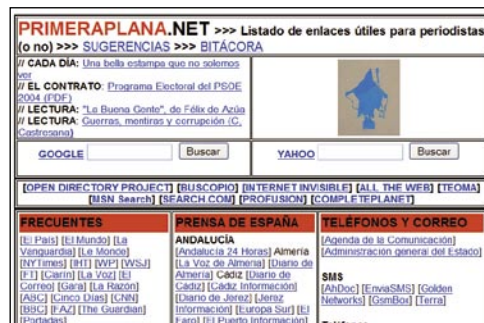 PRIMERAPLANA.NET >>> Listado de enlaces útiles para periodistas
(o no) >>> SUGERENCIAS >>> BITÁCORA
// CADA DÍA: Una bella estampa que no solemos
ver
// EL CONTRATO: Programa Electoral del PSOE
2004 (PDF)
// LECTURA: "La Buena Gente", de Félix de Azúa
// LECTURA: Guerras, mentiras y corrupción (C.
Castresana)
GOOGLE Buscar YAHOO Buscar
[OPEN DIRECTORY PROJECT] [BUSCOPIO] [INTERNET INVISIBLE] [ALL THE WEB] [TEOMA]
[MSN Search] [SEARCH.COM] [PROFUSION] [COMPLETEPLANET]
FRECUENTES
[El País] [El Mundo] [La
Vanguardia] [Le Monde]
[NYTimes] [IHT] [WP] [WSJ]
[FT] [Clarín] [La Voz] [El
Correo] [Gara] [La Razón]
[ABC] [Cinco Días] [CNN]
[BBC] [FAZ] [The Guardian]
[Portadas]
PRENSA DE ESPAÑA
ANDALUCÍA
[Andalucía 24 Horas] Almería
[La Voz de Almería] [Diario de
Almería] Cádiz [Diario de
Cádiz] [Cádiz Información]
[Diario de Jerez] [Jerez
Información] [Europa Sur] [El
Faro] [El Puerto Información]
TELÉFONOS Y CORREO
[Agenda de la Comunicación]
[Administración general del Estado]
SMS
[AhDoc] [EnviaSMS] [Golden
Networks] [GsmBox] [Terra]
Teléfonos